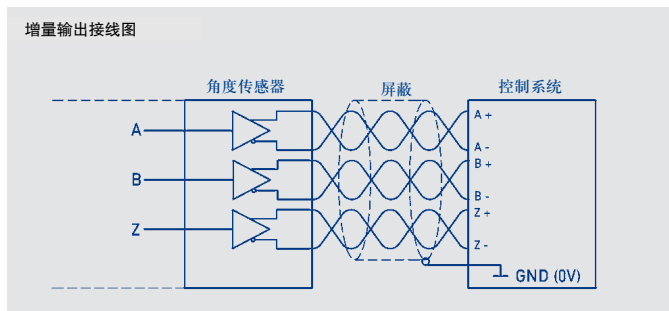 增量输出接线图
角度传感器
屏蔽
控制系统
A
A +
A -
B
B +
B -
Z
Z +
Z -
GND (0V)